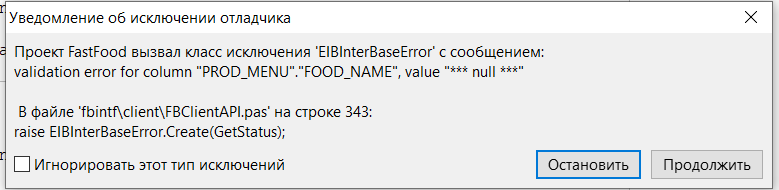 Уведомление об исключении отладчика
Проект FastFood вызвал класс исключения 'EIBInterBaseError' с сообщением:
validation error for column "PROD_MENU"."FOOD_NAME", value "*** null ***"
В файле 'fbintf\client\FBClientAPI.pas' на строке 343:
raise EIBInterBaseError.Create(GetStatus);
Игнорировать этот тип исключений
Остановить
Продолжить